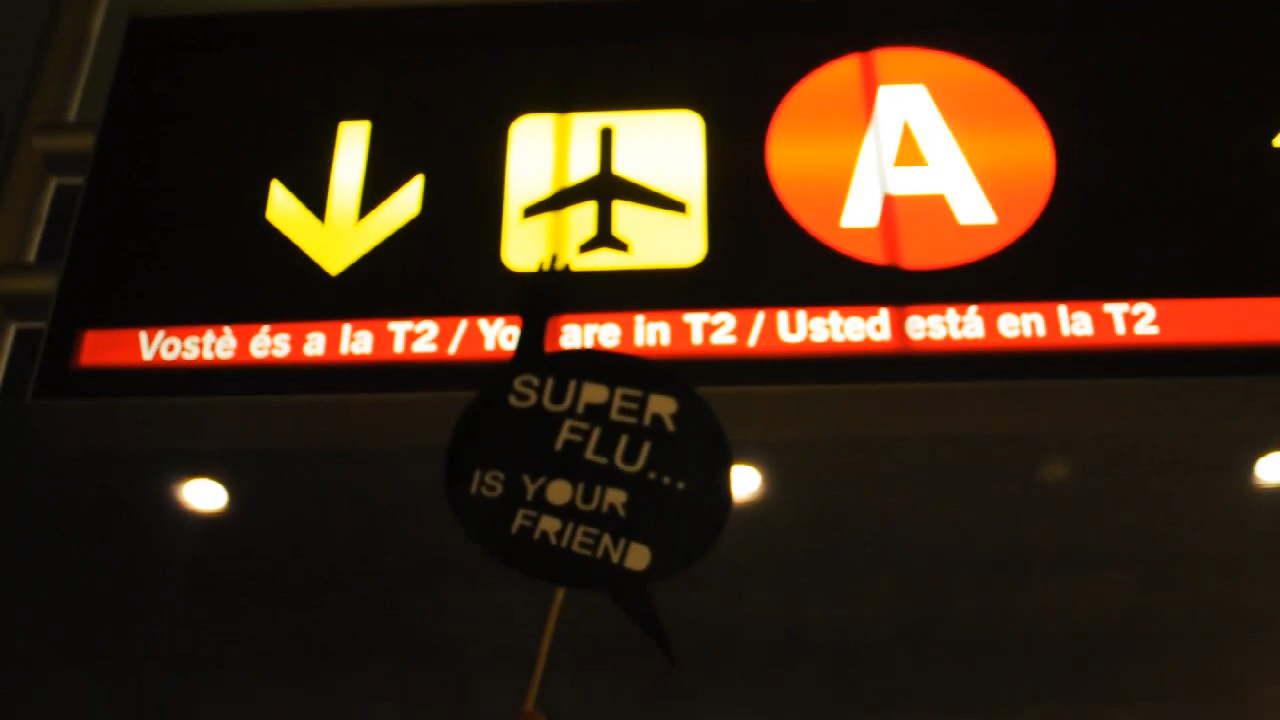 A
Vostè és a la T2 / Yo are in T2 / Usted está en la T2
SUPER
FLU...
IS YOUR
FRIEND